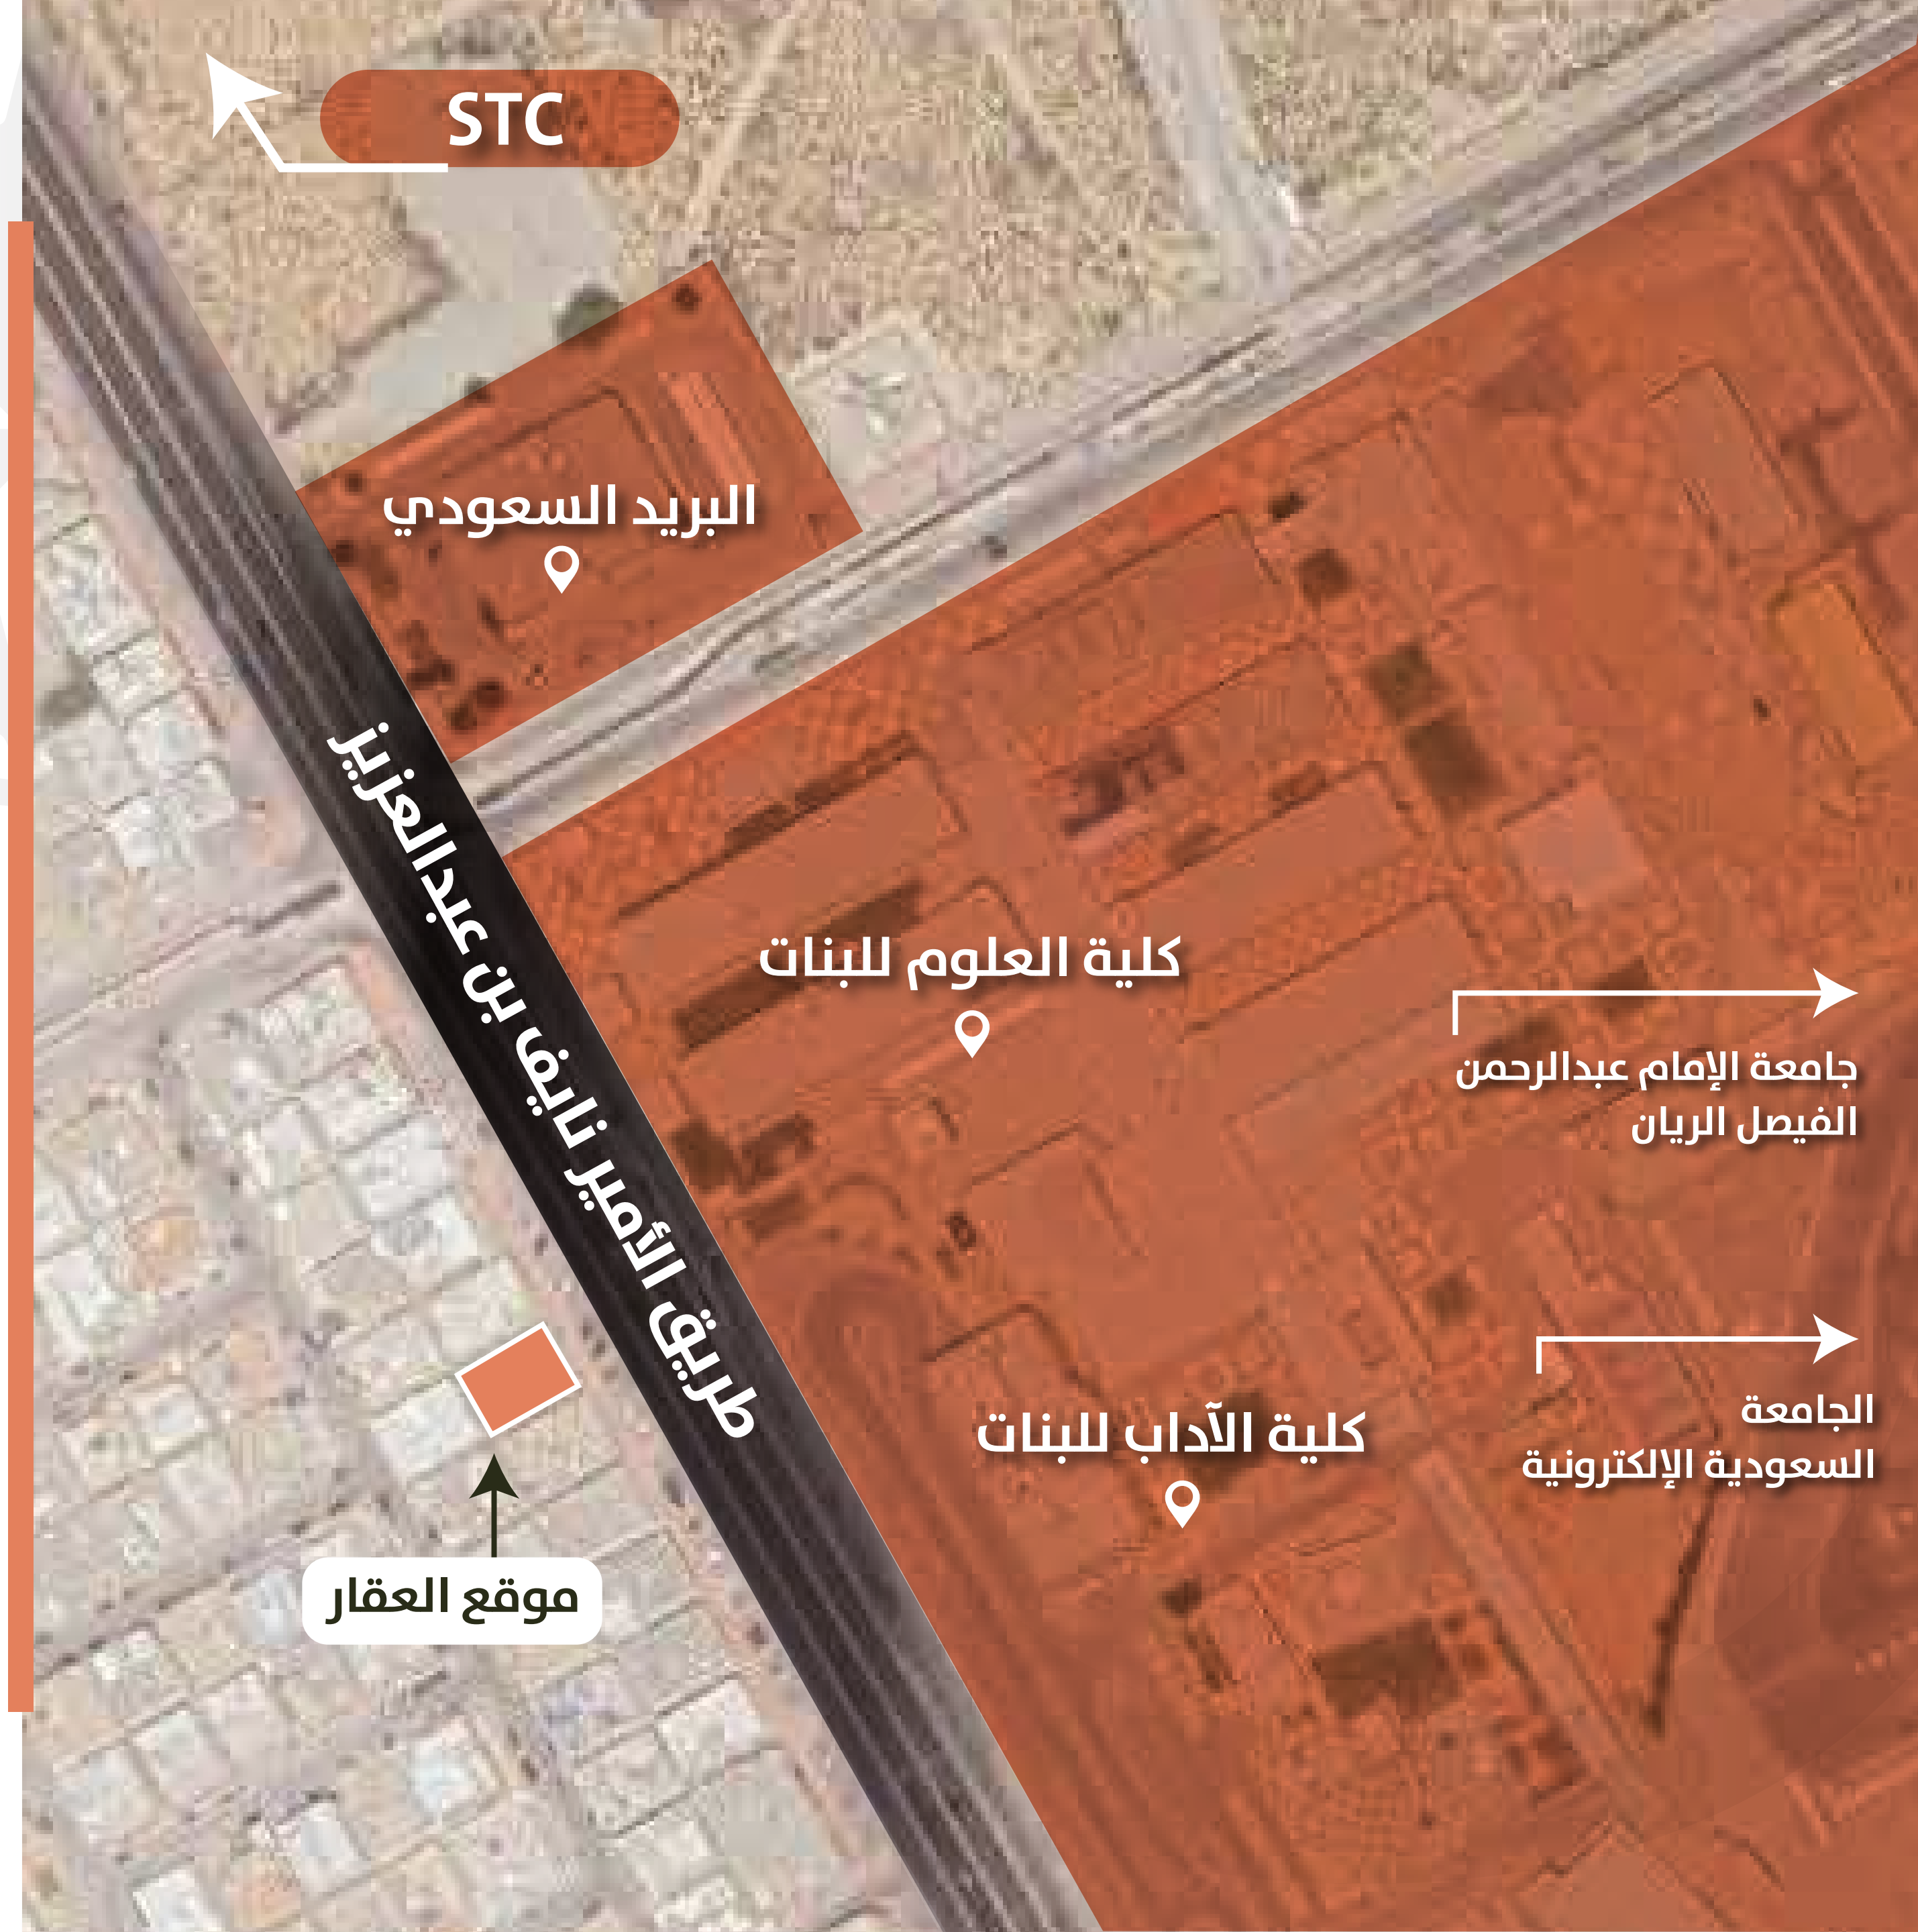 STC
البريد السعودي
طريق الأمير نايف بن عبدالعزيز
كلية العلوم للبنات
جامعة الإمام عبدالرحمن
الفيصل الريان
الجامعة
السعودية الإلكترونية
كلية الآداب للبنات
موقع العقار